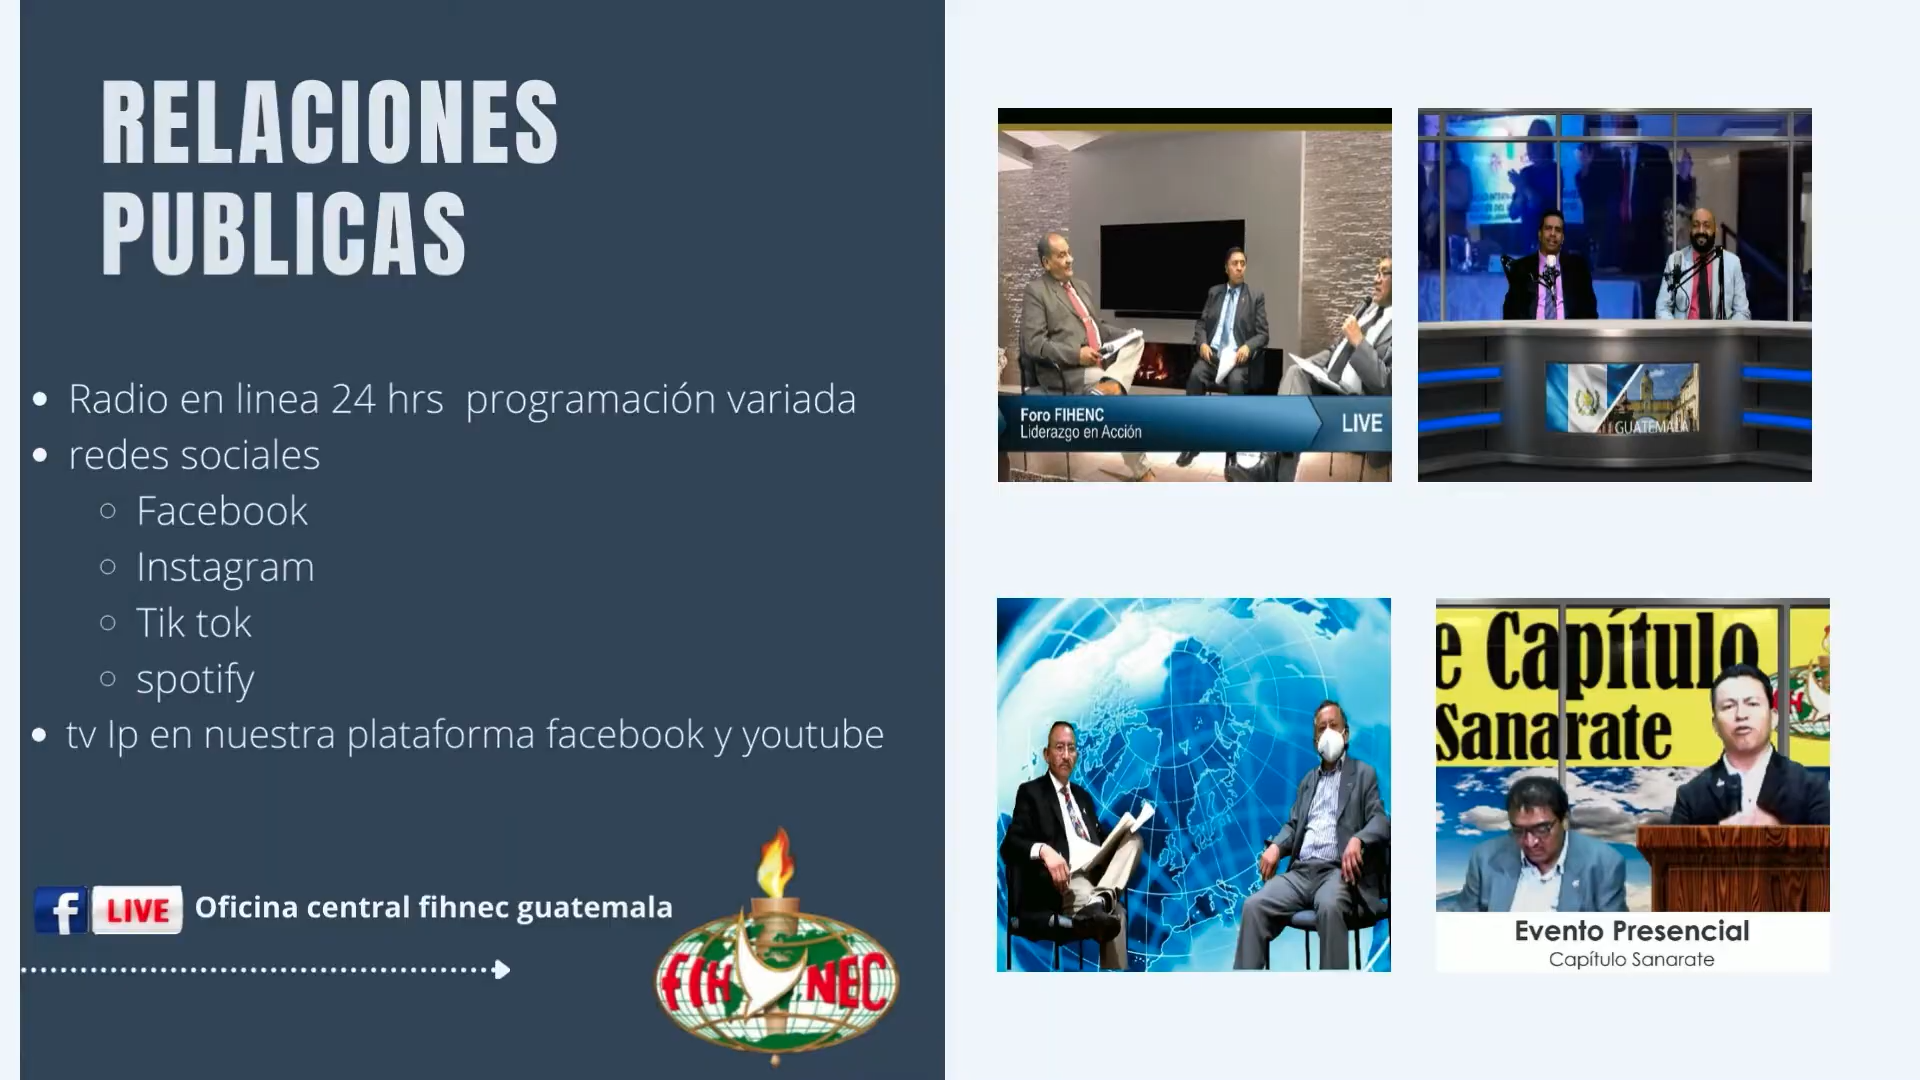 RELACIONES
PUBLICAS
• Radio en linea 24 hrs  programación variada
• redes sociales
○ Facebook
○ Instagram
○ Tik tok
○ spotify
• tv Ip en nuestra plataforma facebook y youtube
f LIVE Oficina central fihnec guatemala
FIHNEC
Foro FIHENC
Liderazgo en Acción
LIVE
GUATEMALA
e Capítulo
Sanarate
Evento Presencial
Capítulo Sanarate